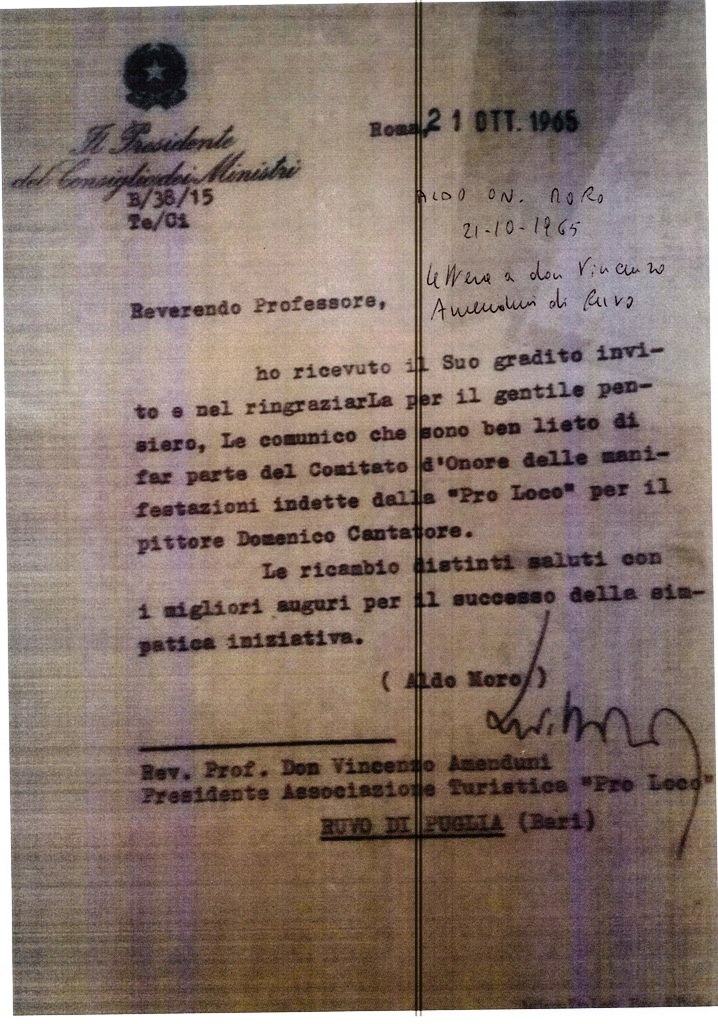 Il Presidente
del Consiglio dei Ministri
B/38/15
Te/Ci
Roma, 21 OTT. 1965
ALDO ON. MORO
21-10-1965
lettera a don Vincenzo
Amenduni di Ruvo
Reverendo Professore,
ho ricevuto il Suo gradito invi-
to e nel ringraziarLa per il gentile pen-
siero, Le comunico che sono ben lieto di
far parte del Comitato d'Onore delle mani-
festazioni indette dalla "Pro Loco" per il
pittore Domenico Cantatore.
Le ricambio distinti saluti con
i migliori auguri per il successo della sim-
patica iniziativa.
( Aldo Moro )
Rev. Prof. Don Vincenzo Amenduni
Presidente Associazione Turistica "Pro Loco"
RUVO DI PUGLIA (Bari)